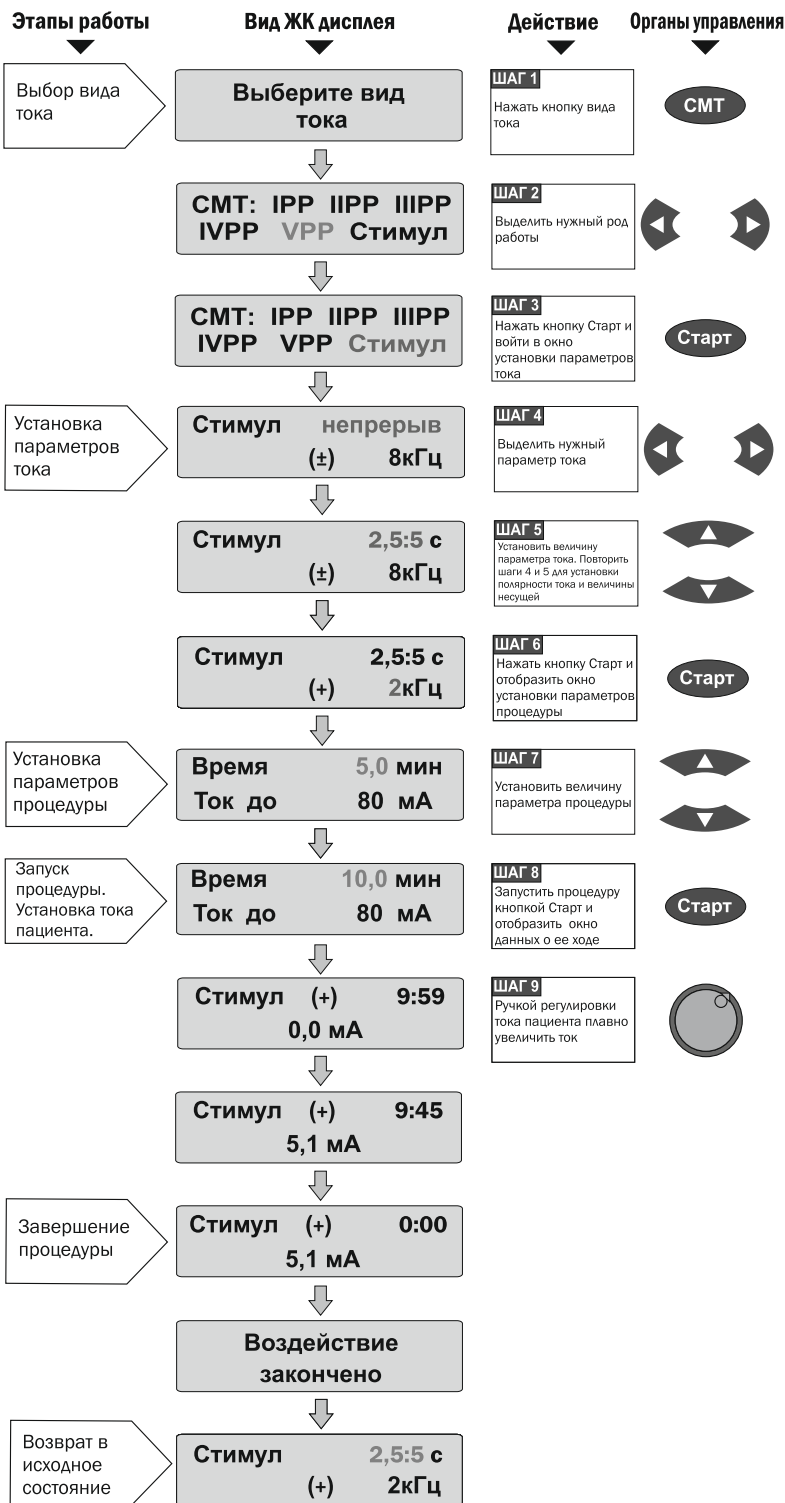 Этапы работы
Вид ЖК дисплея
Действие
Органы управления
Выбор вида
тока
Выберите вид
тока
ШАГ 1
Нажать кнопку вида
тока
СМТ
СМТ: IPP IIPP IIIPP
IVPP VPP Стимул
ШАГ 2
Выделить нужный род
работы
СМТ: IPP IIPP IIIPP
IVPP VPP Стимул
ШАГ 3
Нажать кнопку Старт и
войти в окно
установки параметров
тока
Старт
Установка
параметров
тока
Стимул непрерыв
(±) 8кГц
ШАГ 4
Выделить нужный
параметр тока
Стимул 2,5:5 с
(±) 8кГц
ШАГ 5
Установить величину
параметра тока. Повторить
шаги 4 и 5 для установки
полярности тока и величины
несущей
Стимул 2,5:5 с
(+) 2кГц
ШАГ 6
Нажать кнопку Старт и
отобразить окно
установки параметров
процедуры
Старт
Установка
параметров
процедуры
Время 5,0 мин
Ток до 80 мА
ШАГ 7
Установить величину
параметра процедуры
Запуск
процедуры.
Установка тока
пациента.
Время 10,0 мин
Ток до 80 мА
ШАГ 8
Запустить процедуру
кнопкой Старт и
отобразить окно
данных о ее ходе
Старт
Стимул (+) 9:59
0,0 мА
ШАГ 9
Ручкой регулировки
тока пациента плавно
увеличить ток
Стимул (+) 9:45
5,1 мА
Завершение
процедуры
Стимул (+) 0:00
5,1 мА
Воздействие
закончено
Возврат в
исходное
состояние
Стимул 2,5:5 с
(+) 2кГц